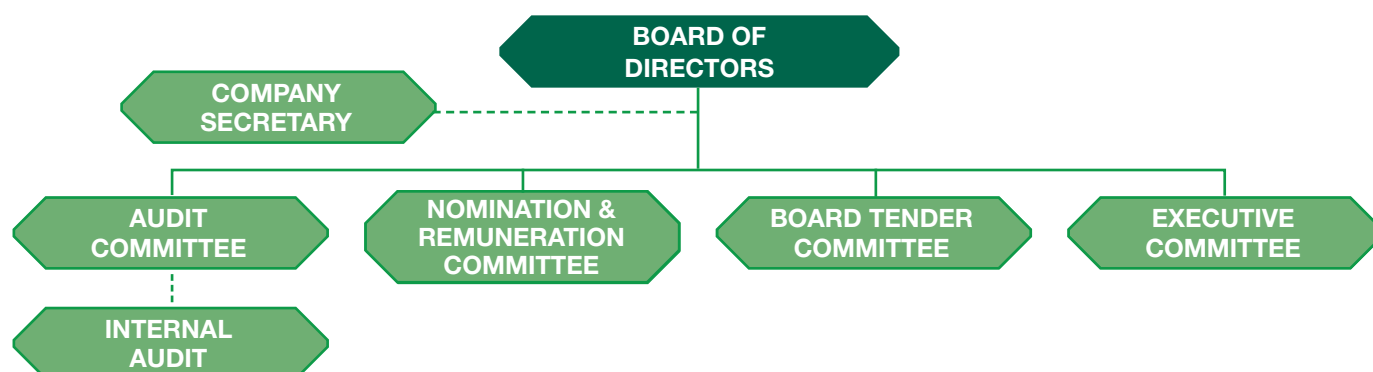 BOARD OF
DIRECTORS
COMPANY
SECRETARY
AUDIT
COMMITTEE
NOMINATION &
REMUNERATION
COMMITTEE
BOARD TENDER
COMMITTEE
EXECUTIVE
COMMITTEE
INTERNAL
AUDIT